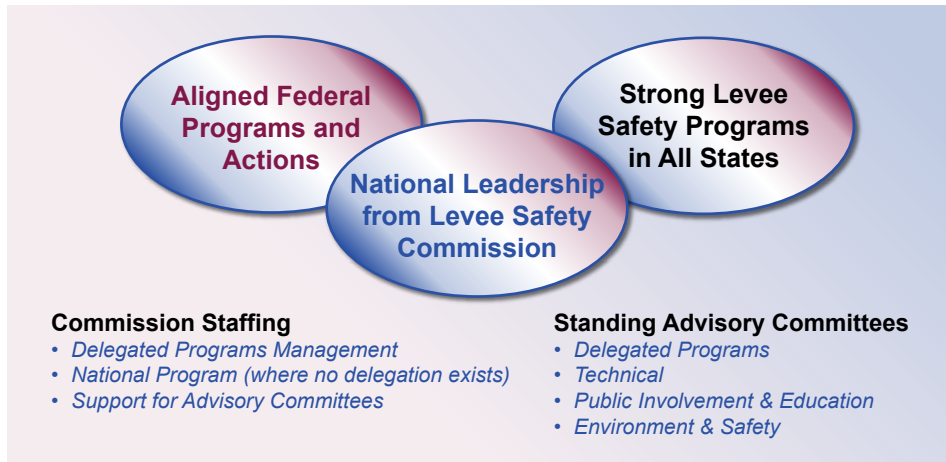 Aligned Federal
Programs and
Actions
Strong Levee
Safety Programs
in All States
National Leadership
from Levee Safety
Commission
Commission Staffing
• Delegated Programs Management
• National Program (where no delegation exists)
• Support for Advisory Committees
Standing Advisory Committees
• Delegated Programs
• Technical
• Public Involvement & Education
• Environment & Safety